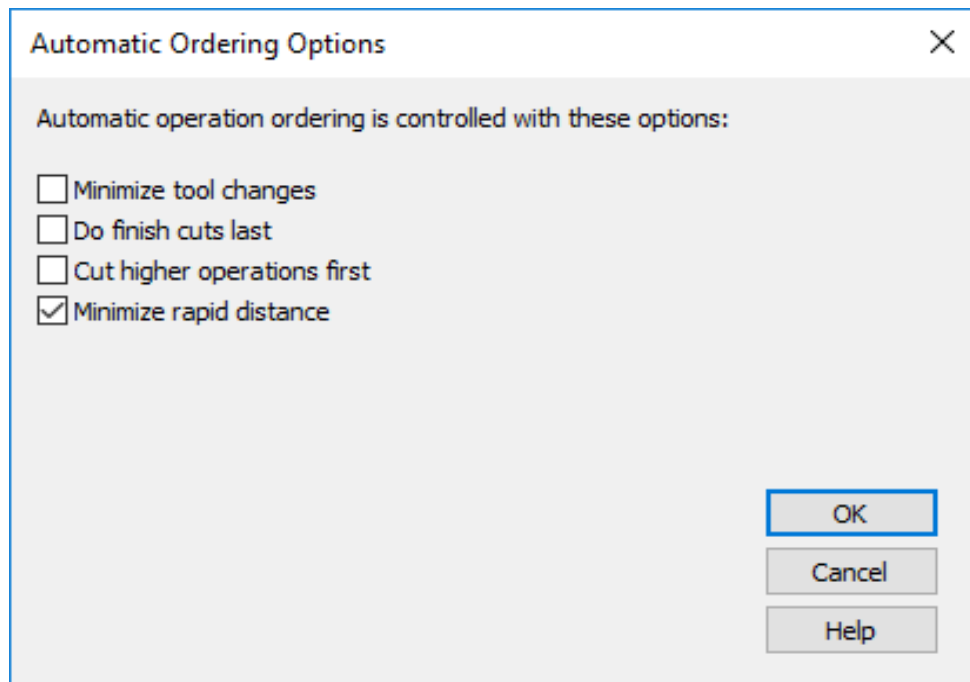 Automatic Ordering Options
Automatic operation ordering is controlled with these options:
Minimize tool changes
Do finish cuts last
Cut higher operations first
Minimize rapid distance
OK
Cancel
Help